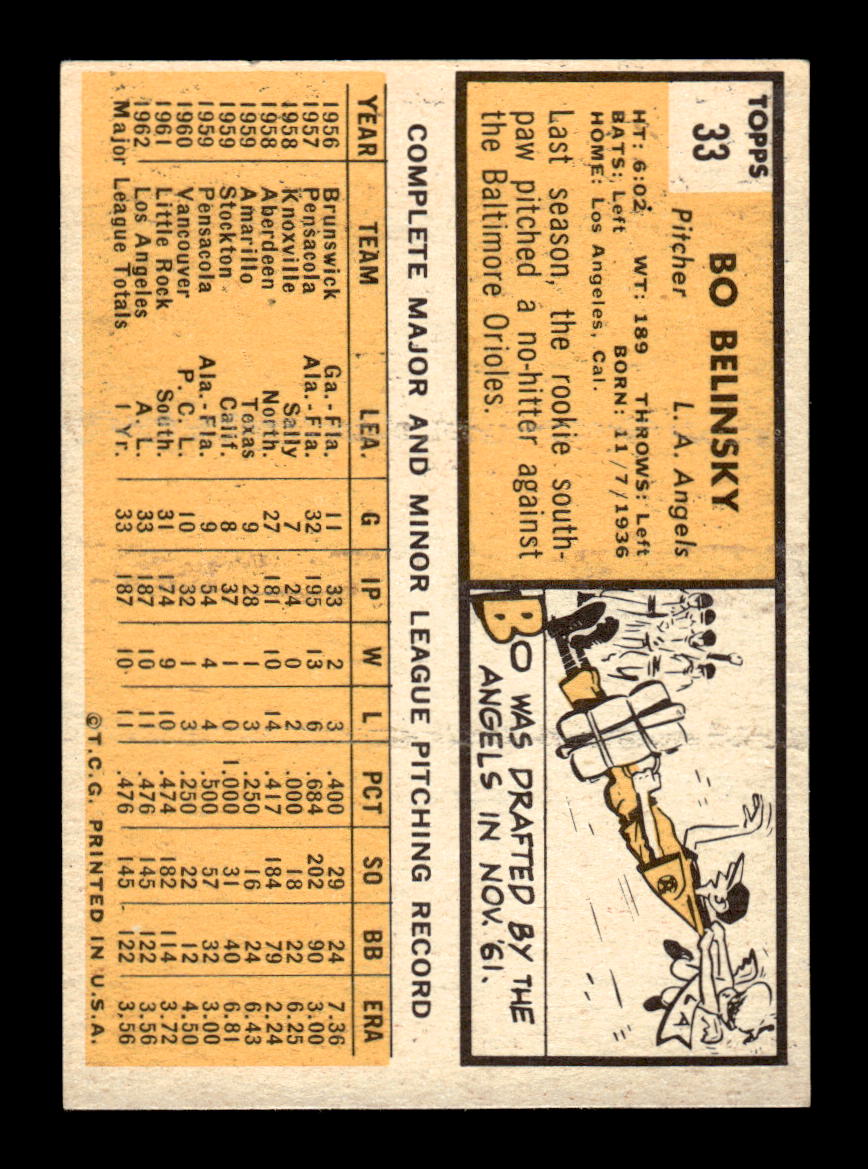 TOPPS
33
BO BELINSKY
Pitcher L. A. Angels
HT: 6:02. WT: 189 THROWS: Left
BATS: Left BORN: 11/7/1936
HOME: Los Angeles, Cal.
Last season, the rookie south-
paw pitched a no-hitter against
the Baltimore Orioles.
BO WAS DRAFTED BY THE
ANGELS IN NOV. '61.
COMPLETE MAJOR AND MINOR LEAGUE PITCHING RECORD
YEAR TEAM LEA. G IP W L PCT SO BB ERA
1956 Brunswick Ga.-Fla. 11 33 2 3 .400 29 24 7.36
1957 Pensacola Ala.-Fla. 32 195 13 6 .684 202 90 3.00
1958 Knoxville Sally 7 24 0 2 .000 18 22 6.25
1958 Aberdeen North. 27 181 10 14 .417 184 79 2.24
1959 Amarillo Texas 9 28 1 3 .250 16 24 6.43
1959 Stockton Calif. 8 37 1 0 1.000 31 40 6.81
1959 Pensacola Ala.-Fla. 9 54 4 4 .500 57 32 3.00
1960 Vancouver P. C. L. 10 32 1 3 .250 22 12 4.50
1961 Little Rock South. 31 174 9 10 .474 182 114 3.72
1962 Los Angeles A. L. 33 187 10 11 .476 145 122 3.56
Major League Totals 1 Yr. 33 187 10 11 .476 145 122 3.56
©T.C.G. PRINTED IN U.S.A.